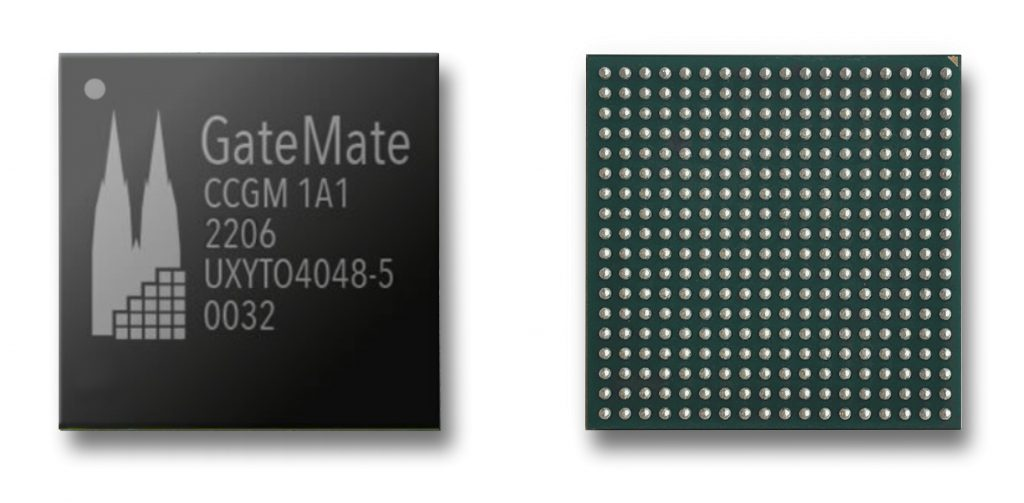 GateMate
CCGM 1A1
2206
UXYTO4048-5
0032